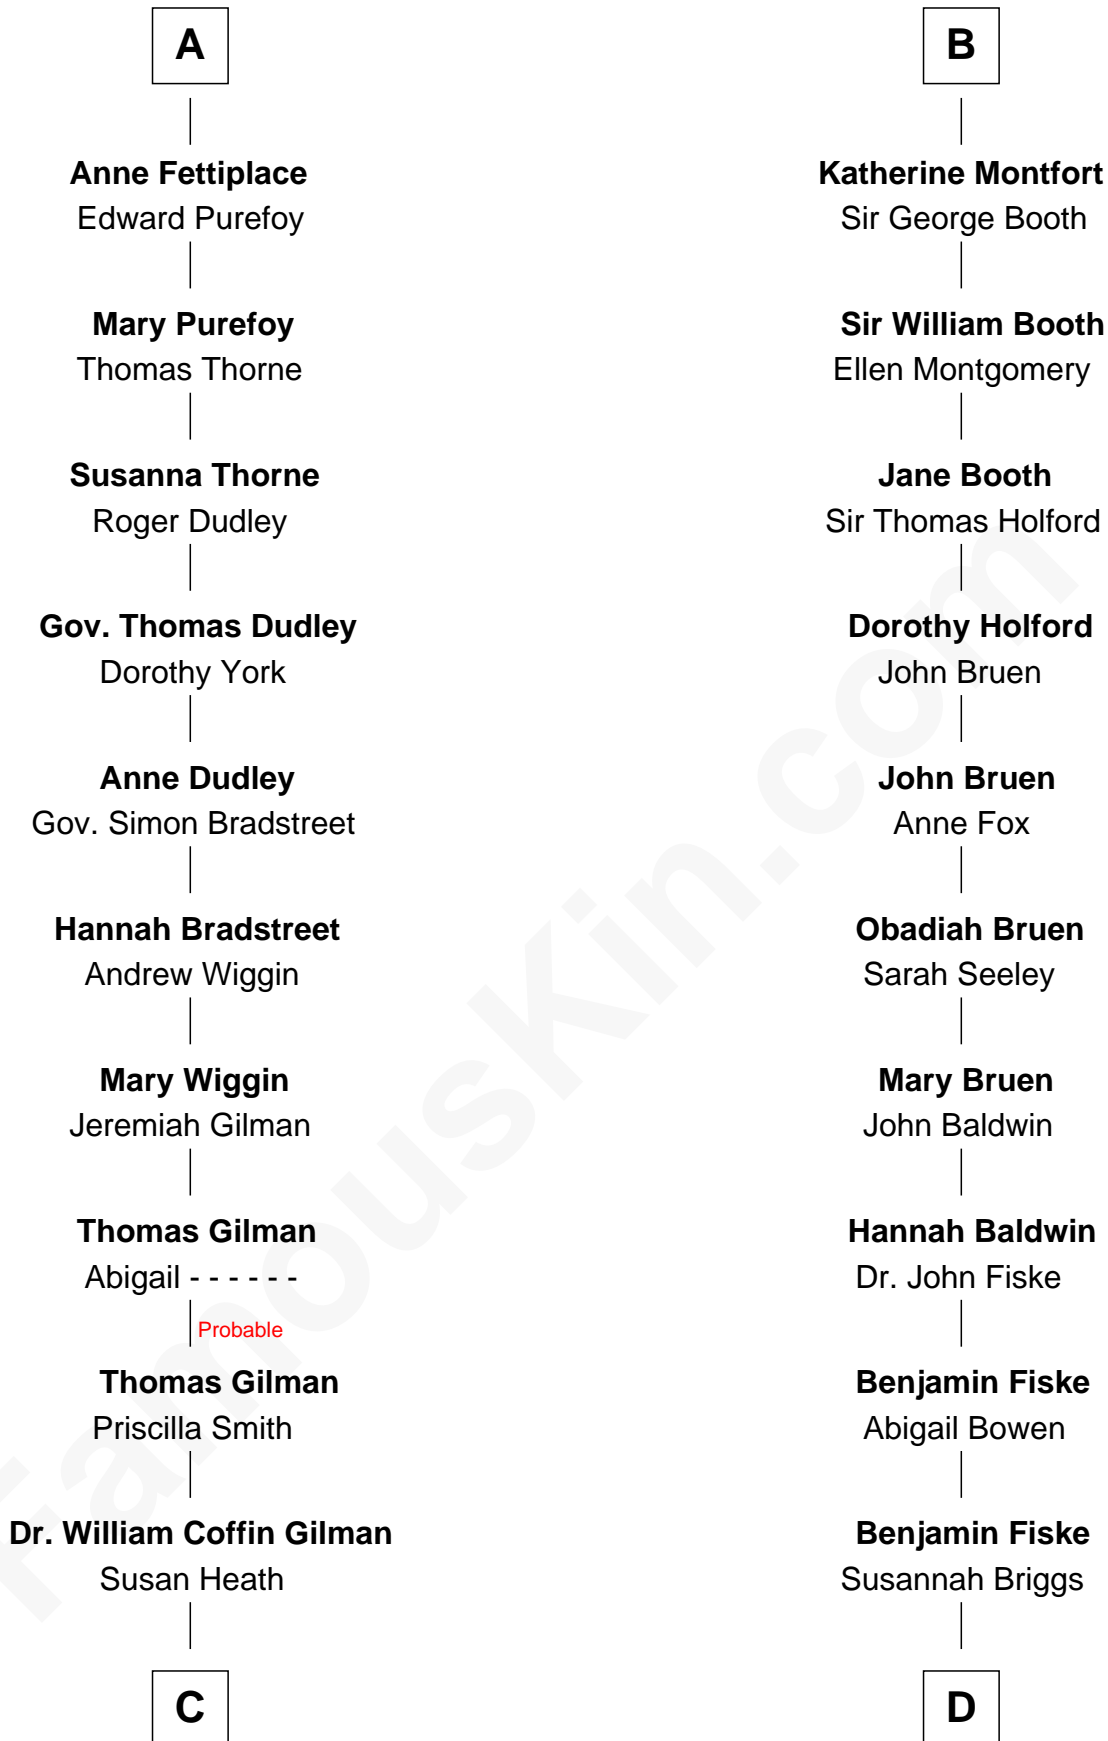 A
Anne Fettiplace
Edward Purefoy
Mary Purefoy
Thomas Thorne
Susanna Thorne
Roger Dudley
Gov. Thomas Dudley
Dorothy York
Anne Dudley
Gov. Simon Bradstreet
Hannah Bradstreet
Andrew Wiggin
Mary Wiggin
Jeremiah Gilman
Thomas Gilman
Abigail - - - - - -
Probable
Thomas Gilman
Priscilla Smith
Dr. William Coffin Gilman
Susan Heath
C
B
Katherine Montfort
Sir George Booth
Sir William Booth
Ellen Montgomery
Jane Booth
Sir Thomas Holford
Dorothy Holford
John Bruen
John Bruen
Anne Fox
Obadiah Bruen
Sarah Seeley
Mary Bruen
John Baldwin
Hannah Baldwin
Dr. John Fiske
Benjamin Fiske
Abigail Bowen
Benjamin Fiske
Susannah Briggs
D
FamousKin.com